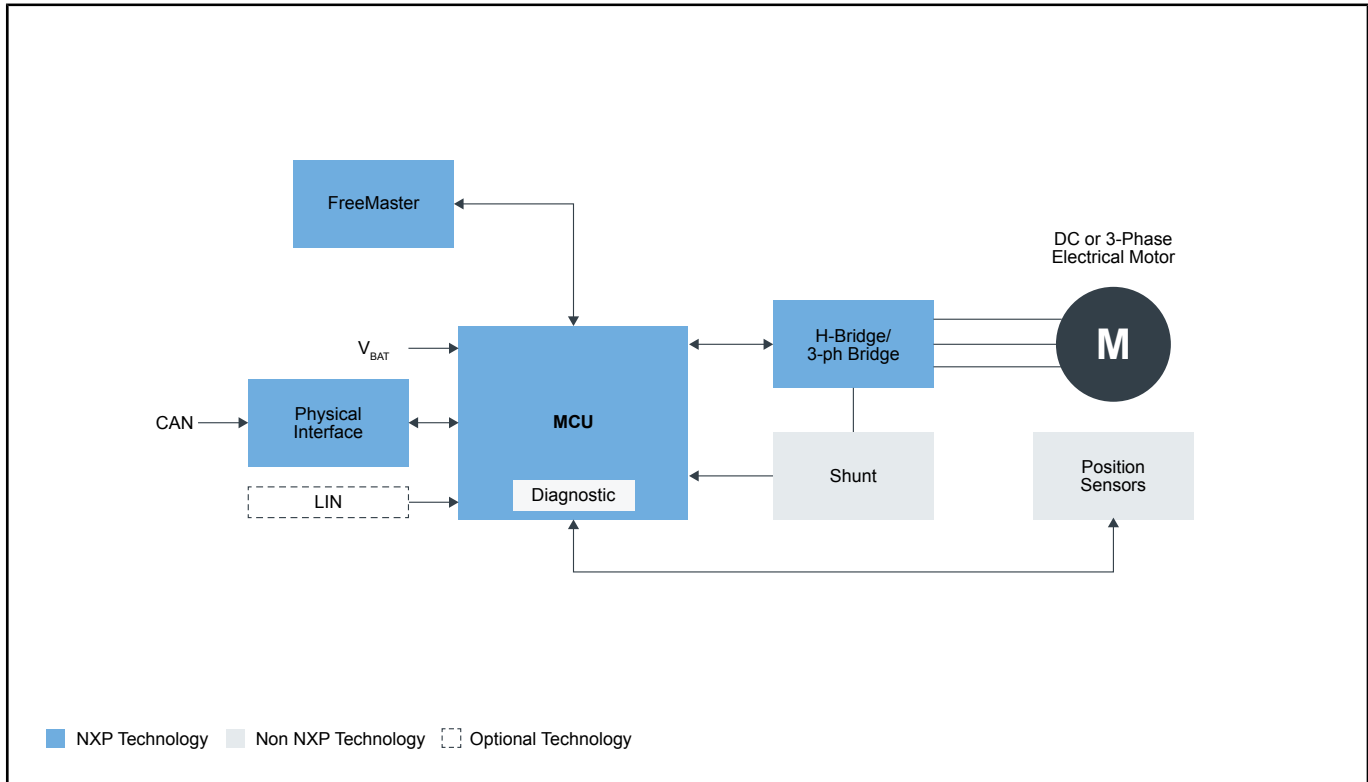 FreeMaster
DC or 3-Phase
Electrical Motor
M
H-Bridge/
3-ph Bridge
VBAT
CAN
Physical
Interface
MCU
LIN
Diagnostic
Shunt
Position
Sensors
NXP Technology
Non NXP Technology
Optional Technology